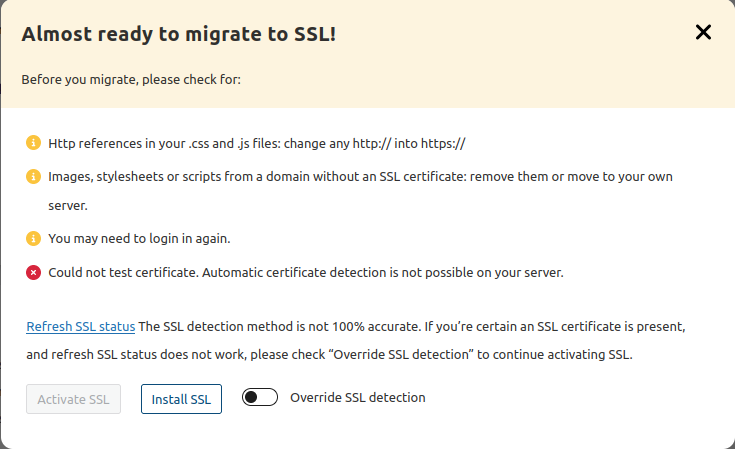 Almost ready to migrate to SSL!
Before you migrate, please check for:
Http references in your .css and .js files: change any http:// into https://
Images, stylesheets or scripts from a domain without an SSL certificate: remove them or move to your own
server.
You may need to login in again.
Could not test certificate. Automatic certificate detection is not possible on your server.
Refresh SSL status The SSL detection method is not 100% accurate. If you’re certain an SSL certificate is present,
and refresh SSL status does not work, please check “Override SSL detection” to continue activating SSL.
Activate SSL Install SSL Override SSL detection